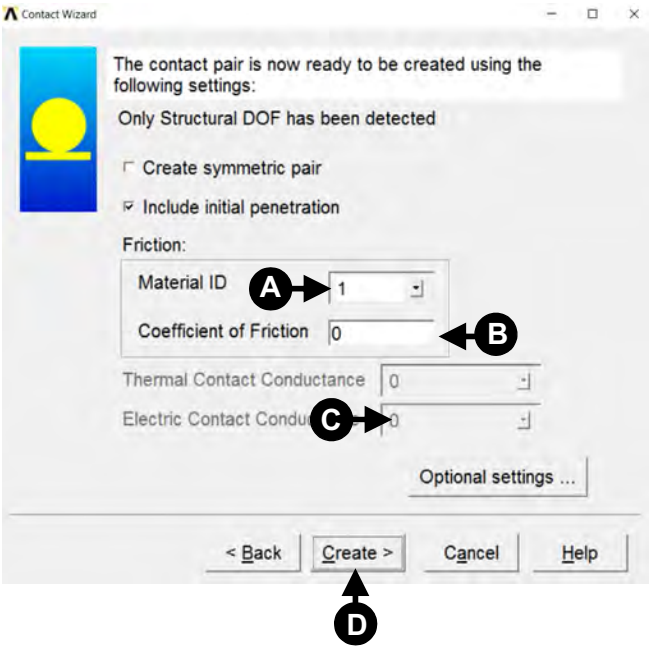 Contact Wizard
The contact pair is now ready to be created using the
following settings:
Only Structural DOF has been detected
Create symmetric pair
Include initial penetration
Friction:
Material ID A 1
Coefficient of Friction 0 B
Thermal Contact Conductance 0
Electric Contact C 0
Optional settings ...
< Back Create > Cancel Help
D